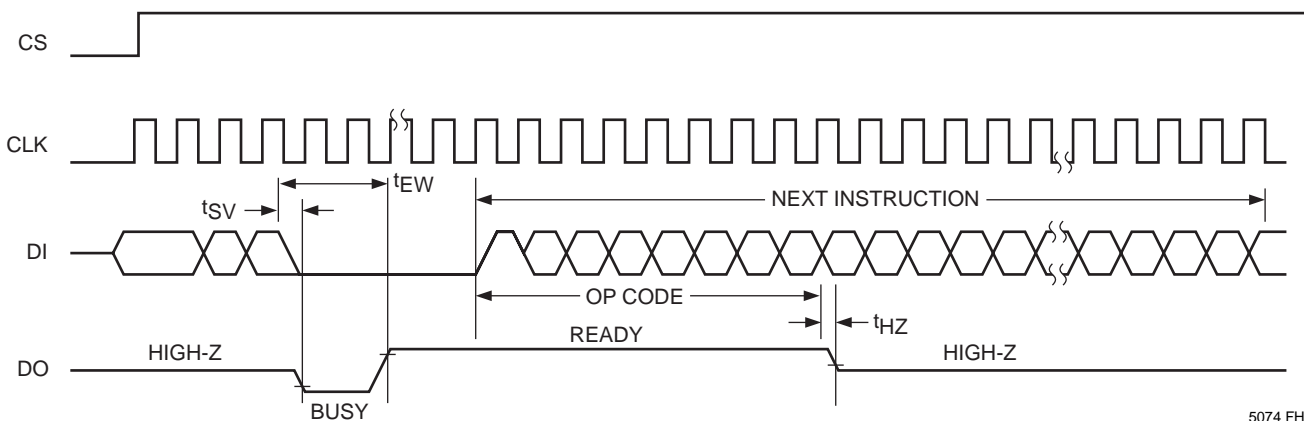 CS
CLK
tEW
tSV
NEXT INSTRUCTION
DI
OP CODE
tHZ
READY
HIGH-Z
HIGH-Z
DO
BUSY
5074 FH